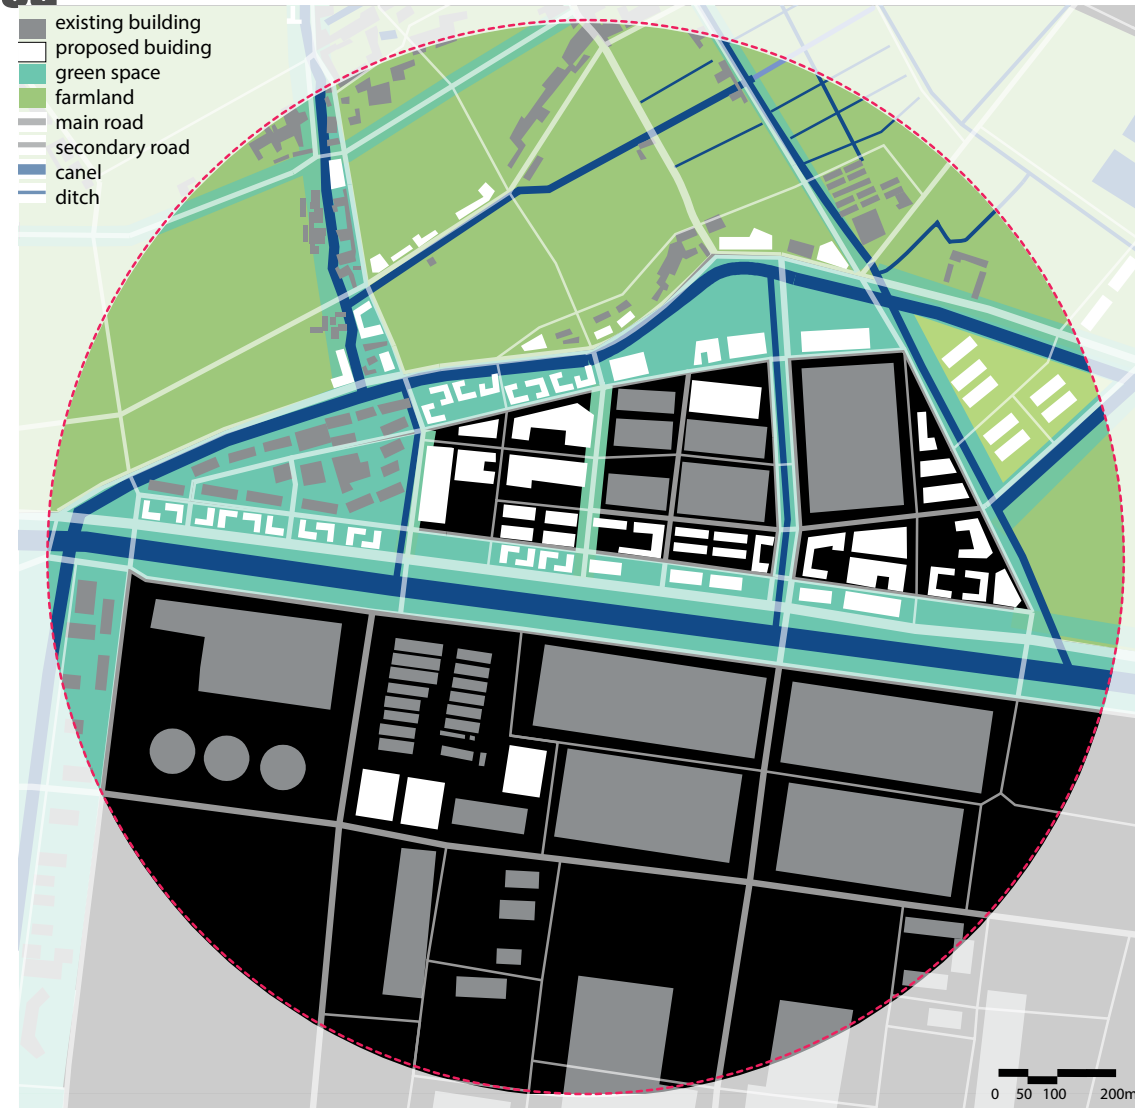 existing building
proposed buiding
green space
farmland
main road
secondary road
canel
ditch
0 50 100 200m